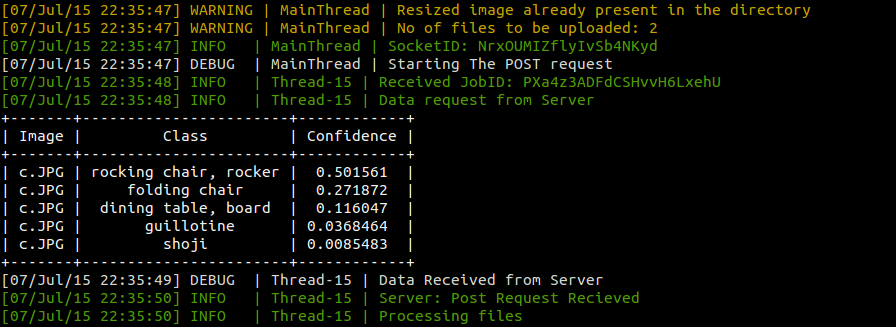 [07/Jul/15 22:35:47] WARNING | MainThread | Resized image already present in the directory
[07/Jul/15 22:35:47] WARNING | MainThread | No of files to be uploaded: 2
[07/Jul/15 22:35:47] INFO    | MainThread | SocketID: NrxOUMIZflyIvSb4NKyd
[07/Jul/15 22:35:47] DEBUG   | MainThread | Starting The POST request
[07/Jul/15 22:35:48] INFO    | Thread-15 | Received JobID: PXa4z3ADFdCSHvvH6LxehU
[07/Jul/15 22:35:48] INFO    | Thread-15 | Data request from Server
+-------+-----------------------+------------+
| Image |         Class         | Confidence |
+-------+-----------------------+------------+
| c.JPG | rocking chair, rocker |  0.501561  |
| c.JPG |     folding chair     |  0.271872  |
| c.JPG |  dining table, board  |  0.116047  |
| c.JPG |       guillotine      | 0.0368464  |
| c.JPG |         shoji         | 0.0085483  |
+-------+-----------------------+------------+
[07/Jul/15 22:35:49] DEBUG   | Thread-15 | Data Received from Server
[07/Jul/15 22:35:50] INFO    | Thread-15 | Server: Post Request Recieved
[07/Jul/15 22:35:50] INFO    | Thread-15 | Processing files